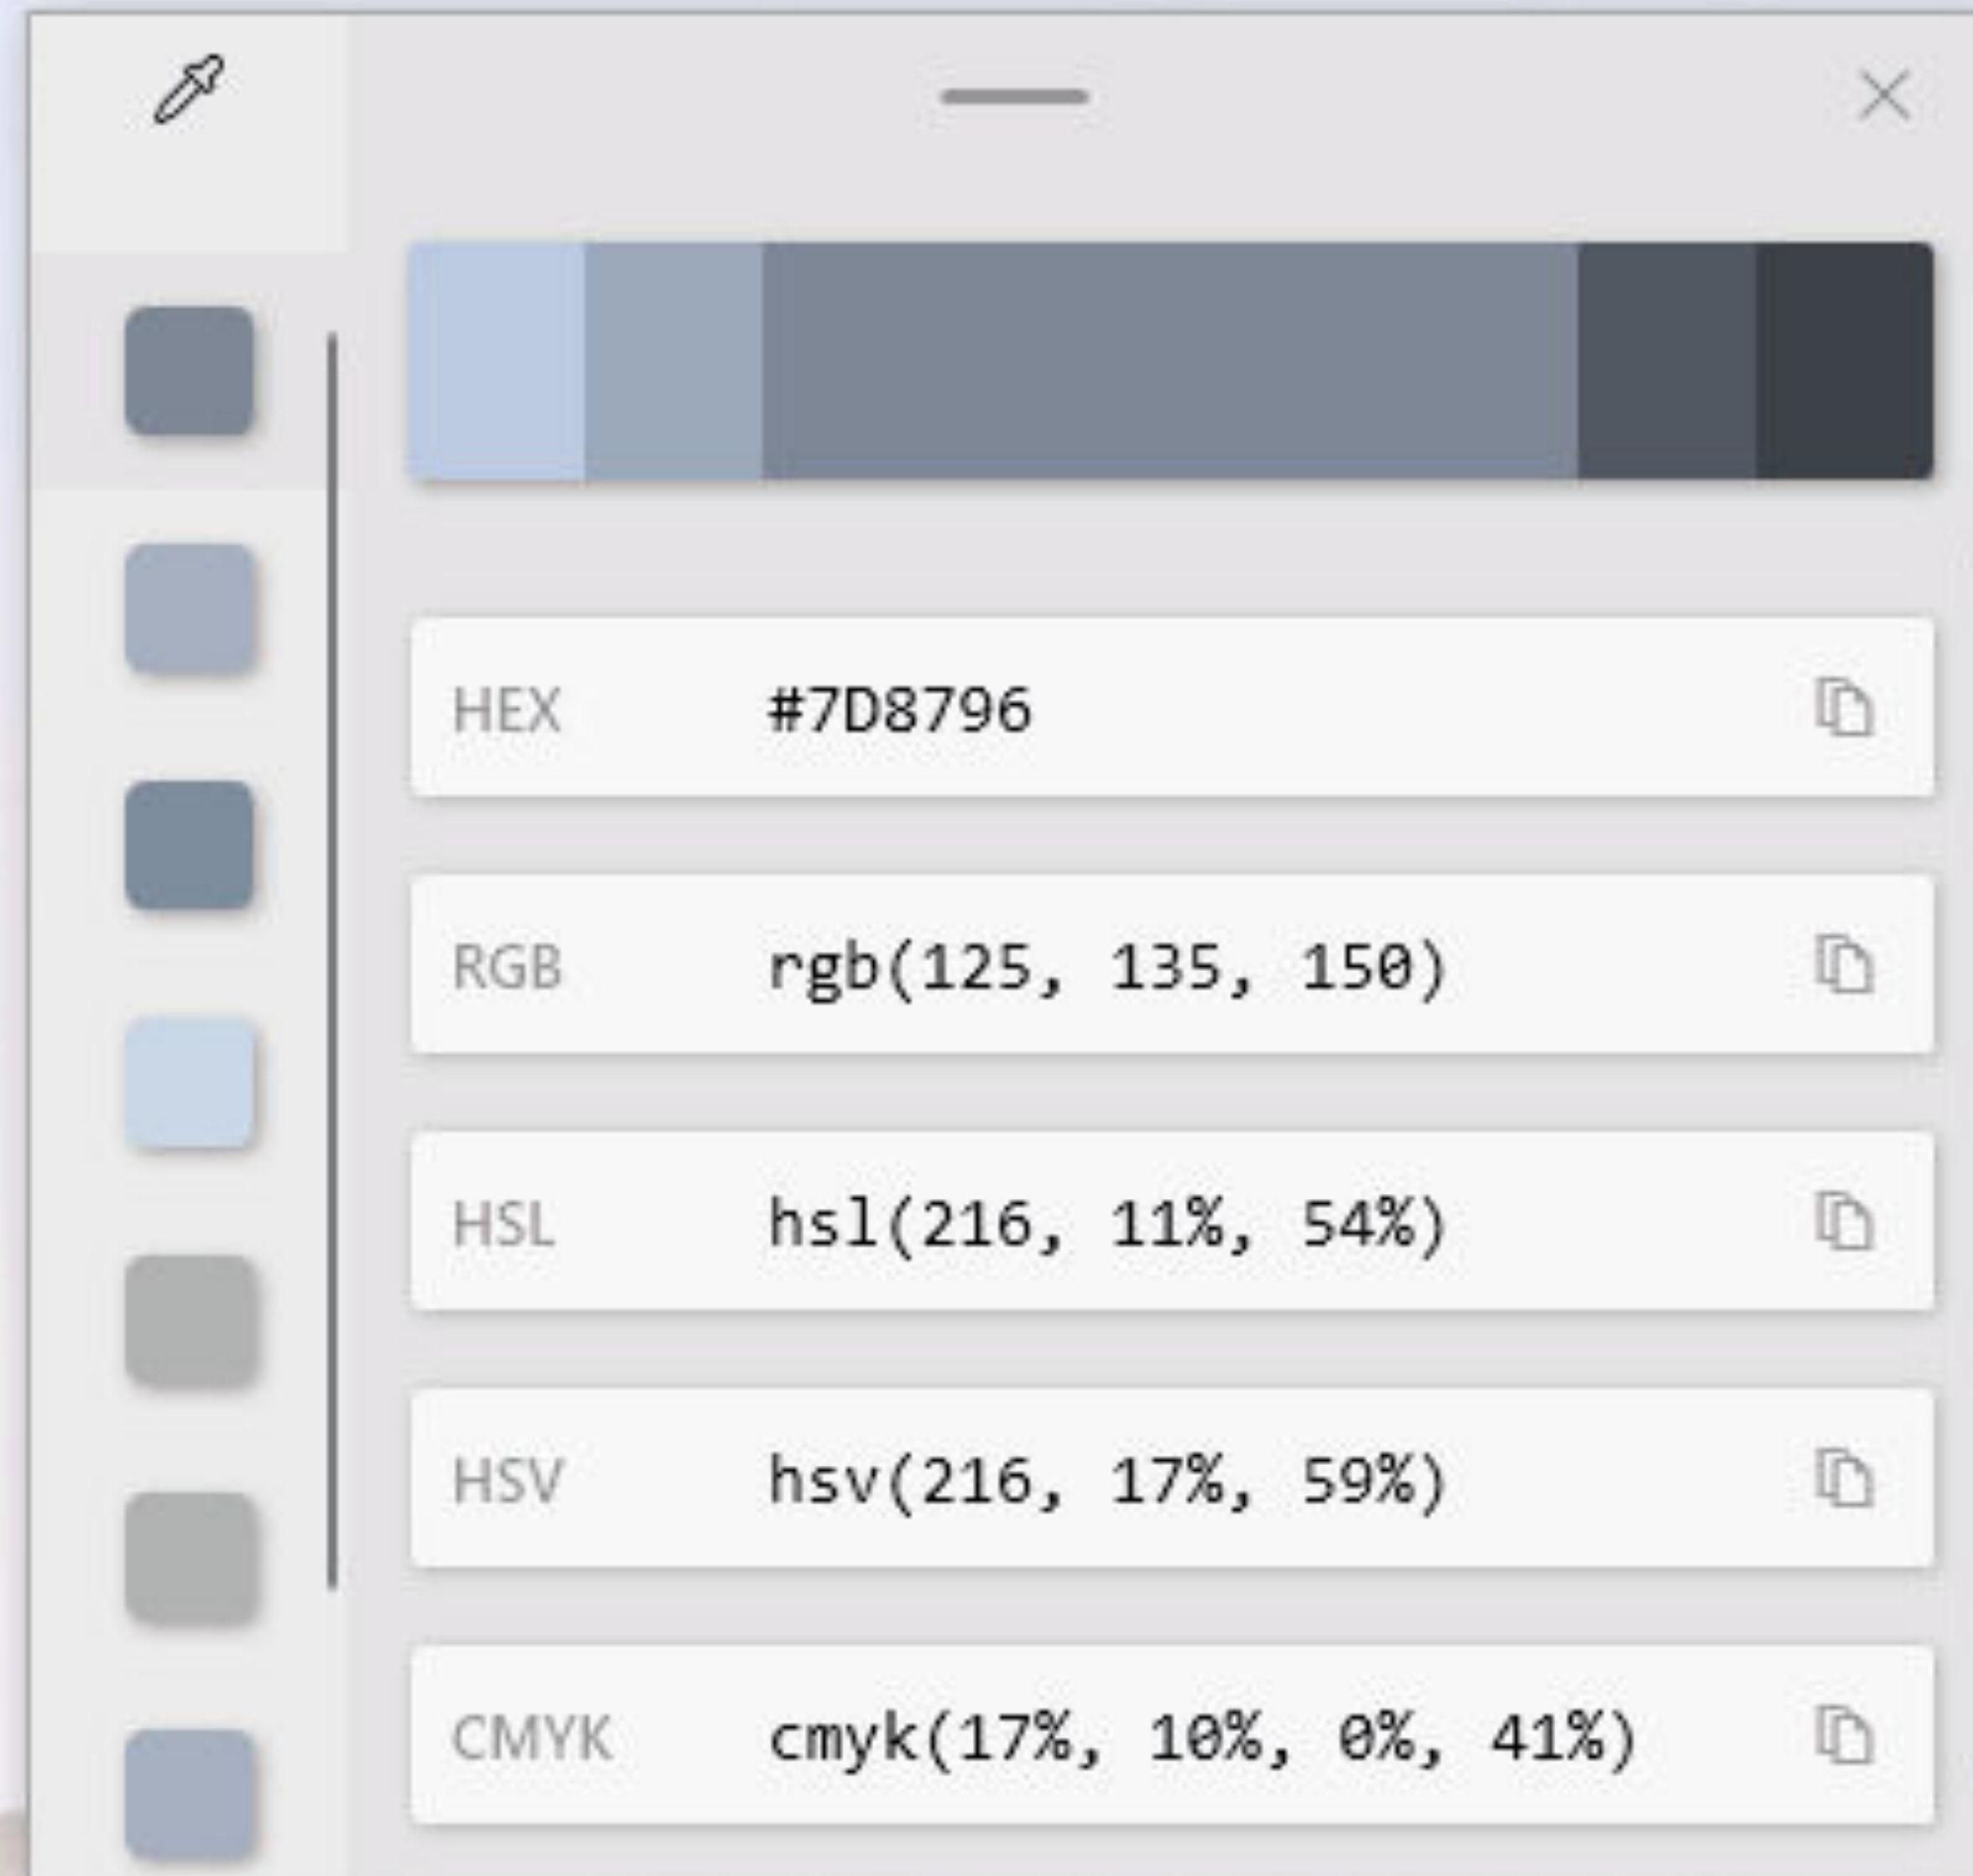 HEX #7D8796
RGB rgb(125, 135, 150)
HSL hsl(216, 11%, 54%)
HSV hsv(216, 17%, 59%)
CMYK cmyk(17%, 10%, 0%, 41%)